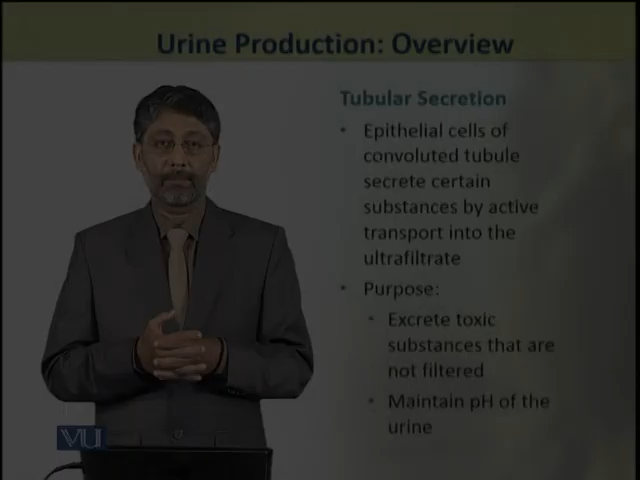 Urine Production: Overview
Tubular Secretion
• Epithelial cells of
convoluted tubule
secrete certain
substances by active
transport into the
ultrafiltrate
• Purpose:
• Excrete toxic
substances that are
not filtered
• Maintain pH of the
urine
VU